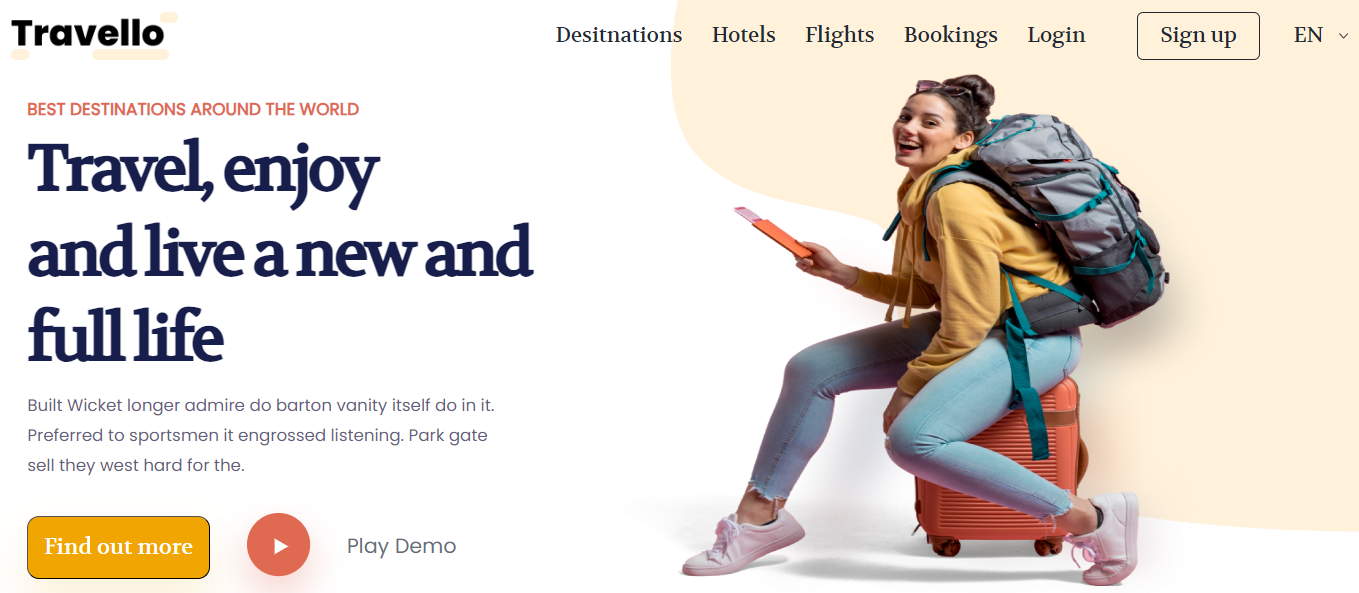 Travello
Desitnations Hotels Flights Bookings Login Sign up EN
BEST DESTINATIONS AROUND THE WORLD
Travel, enjoy
and live a new and
full life
Built Wicket longer admire do barton vanity itself do in it.
Preferred to sportsmen it engrossed listening. Park gate
sell they west hard for the.
Find out more Play Demo